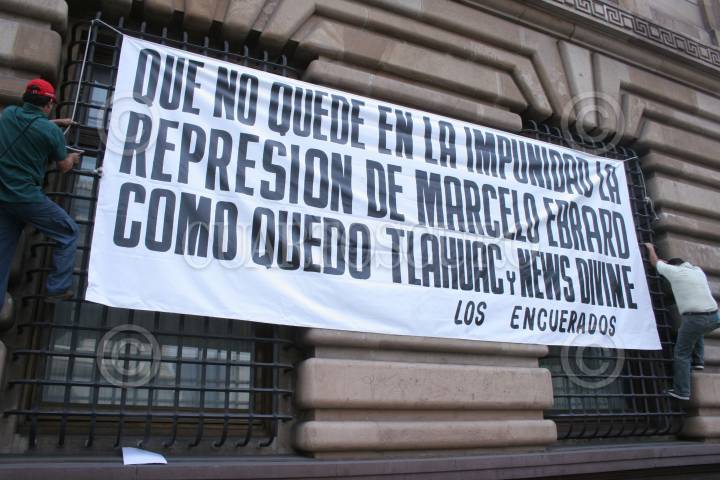 QUE NO QUEDE EN LA IMPUNIDAD LA
REPRESION DE MARCELO EBRARD
COMO QUEDO TLAHUAC Y NEWS DIVINE
LOS ENCUERADOS